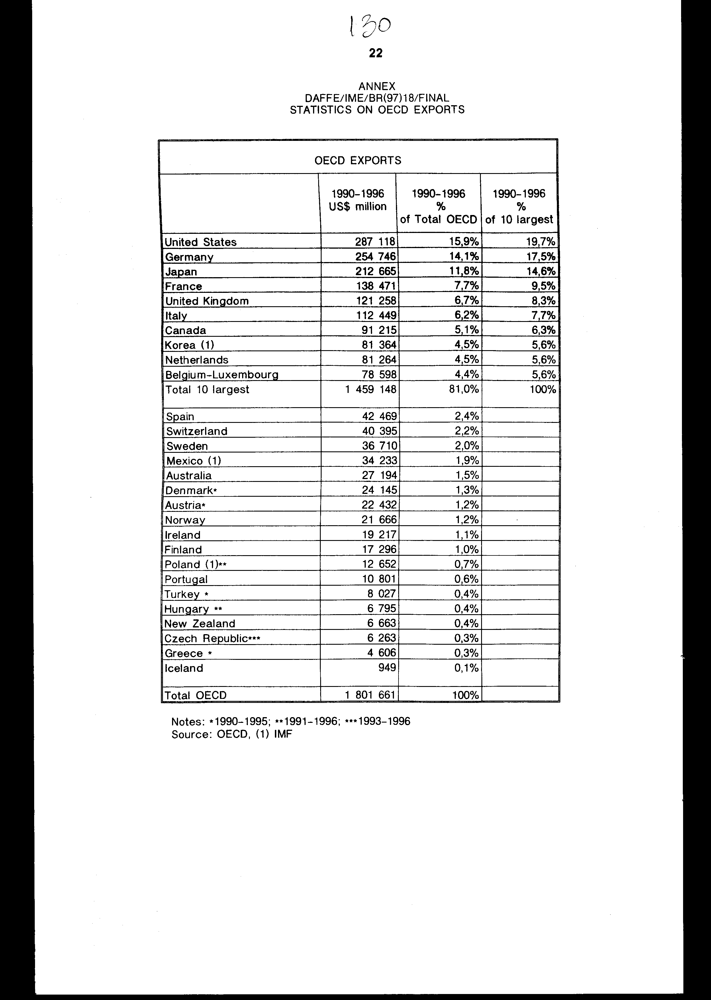 130
22
ANNEX
DAFFE/IME/BR(97)18/FINAL
STATISTICS ON OECD EXPORTS
OECD EXPORTS
1990-1996 1990-1996 1990-1996
US$ million % %
of Total OECD of 10 largest
United States 287 118 15,9% 19,7%
Germany 254 746 14,1% 17,5%
Japan 212 665 11,8% 14,6%
France 138 471 7,7% 9,5%
United Kingdom 121 258 6,7% 8,3%
Italy 112 449 6,2% 7,7%
Canada 91 215 5,1% 6,3%
Korea (1) 81 364 4,5% 5,6%
Netherlands 81 264 4,5% 5,6%
Belgium-Luxembourg 78 598 4,4% 5,6%
Total 10 largest 1 459 148 81,0% 100%
Spain 42 469 2,4%
Switzerland 40 395 2,2%
Sweden 36 710 2,0%
Mexico (1) 34 233 1,9%
Australia 27 194 1,5%
Denmark* 24 145 1,3%
Austria* 22 432 1,2%
Norway 21 666 1,2%
Ireland 19 217 1,1%
Finland 17 296 1,0%
Poland (1)** 12 652 0,7%
Portugal 10 801 0,6%
Turkey * 8 027 0,4%
Hungary ** 6 795 0,4%
New Zealand 6 663 0,4%
Czech Republic*** 6 263 0,3%
Greece * 4 606 0,3%
Iceland 949 0,1%
Total OECD 1 801 661 100%
Notes: *1990-1995; **1991-1996; ***1993-1996
Source: OECD, (1) IMF